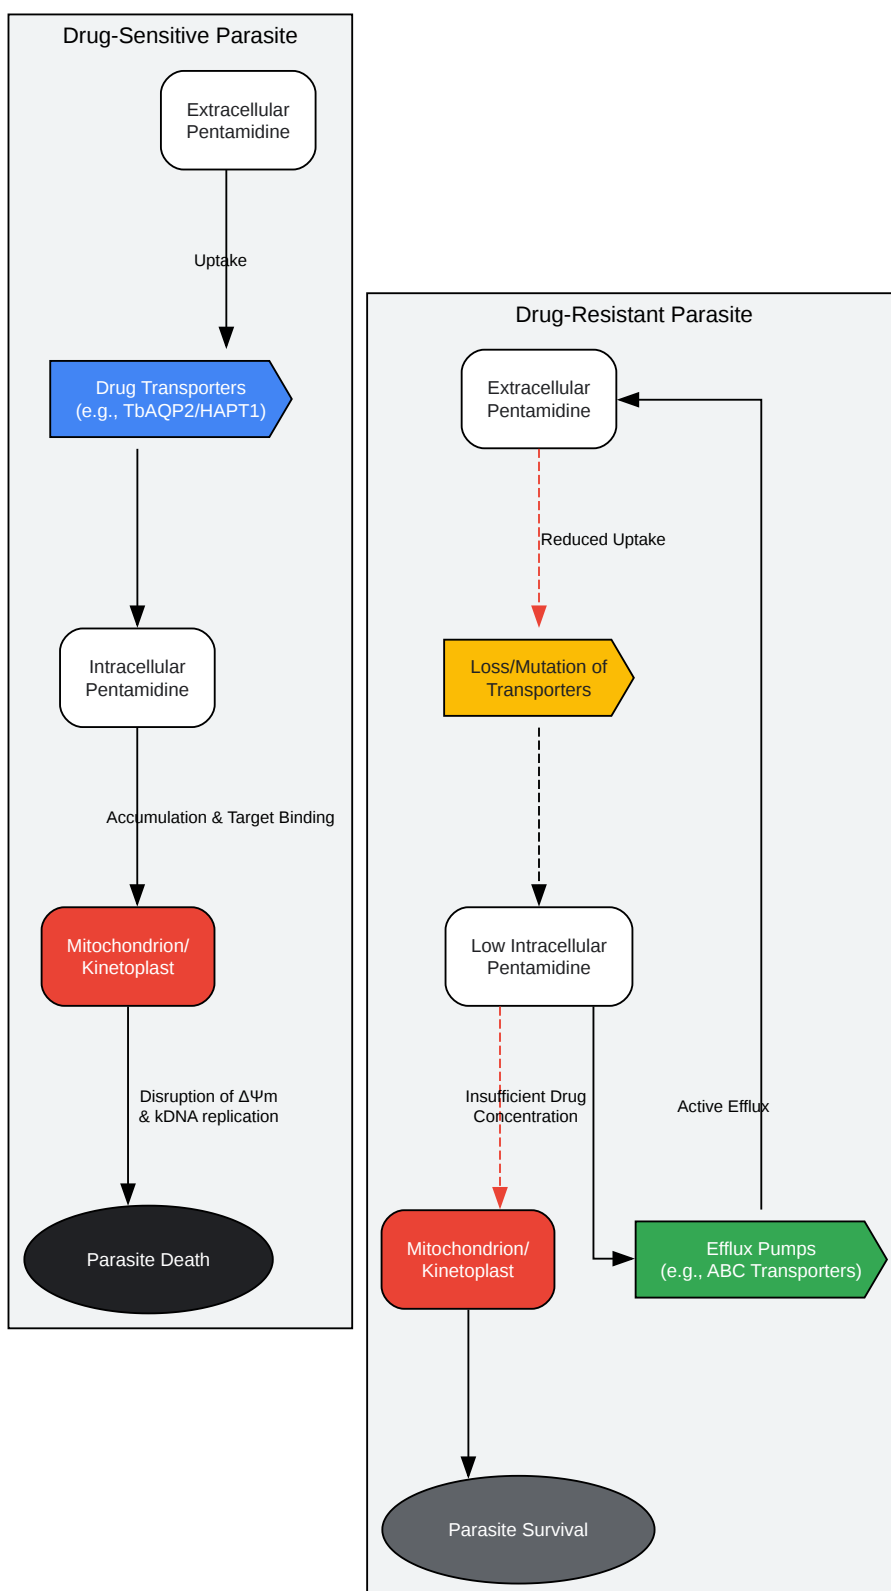 Drug-Sensitive Parasite
Extracellular
Pentamidine
Uptake
Drug Transporters
(e.g., TbAQP2/HAPT1)
Intracellular
Pentamidine
Accumulation & Target Binding
Mitochondrion/
Kinetoplast
Disruption of ΔΨm
& kDNA replication
Parasite Death
Drug-Resistant Parasite
Extracellular
Pentamidine
Reduced Uptake
Loss/Mutation of
Transporters
Low Intracellular
Pentamidine
Insufficient Drug
Concentration
Active Efflux
Mitochondrion/
Kinetoplast
Efflux Pumps
(e.g., ABC Transporters)
Parasite Survival